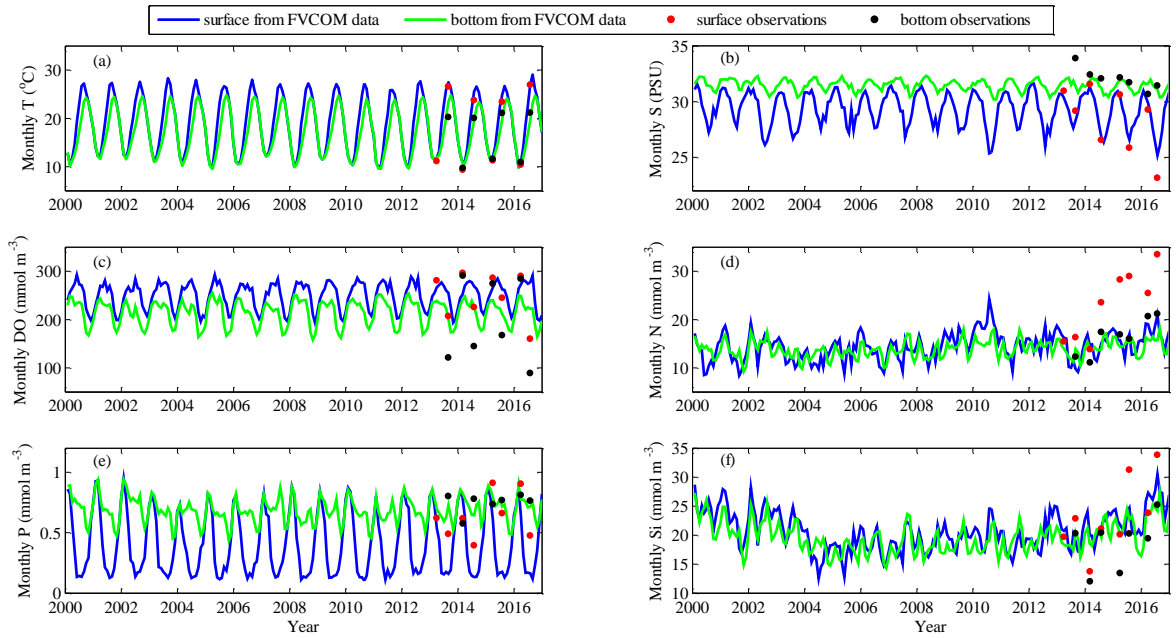 surface from FVCOM data bottom from FVCOM data surface observations bottom observations
(a)
Monthly T (°C)
30
20
10
2000 2002 2004 2006 2008 2010 2012 2014 2016
(b)
Monthly S (PSU)
35
30
25
2000 2002 2004 2006 2008 2010 2012 2014 2016
(c)
Monthly DO (mmol m-3)
300
200
100
2000 2002 2004 2006 2008 2010 2012 2014 2016
(d)
Monthly N (mmol m-3)
40
30
20
10
2000 2002 2004 2006 2008 2010 2012 2014 2016
(e)
Monthly P (mmol m-3)
1
0.5
0
2000 2002 2004 2006 2008 2010 2012 2014 2016
Year
(f)
Monthly Si (mmol m-3)
35
30
25
20
15
10
2000 2002 2004 2006 2008 2010 2012 2014 2016
Year